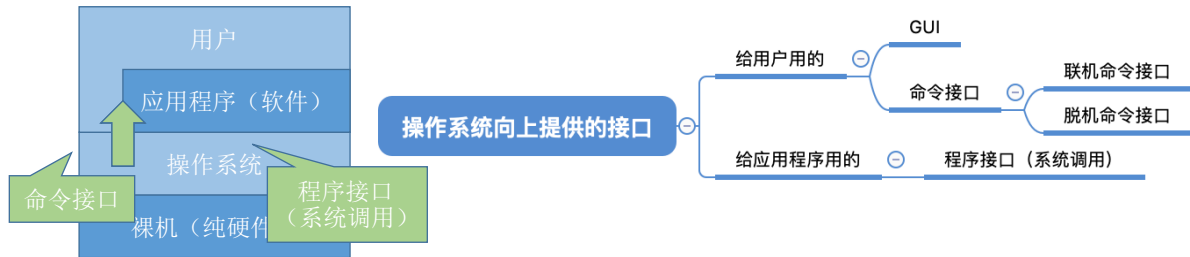 用户
应用程序（软件）
操作系统
命令接口
程序接口
（系统调用）
裸机（纯硬件
操作系统向上提供的接口
给用户用的
GUI
命令接口
联机命令接口
脱机命令接口
给应用程序用的
程序接口（系统调用）